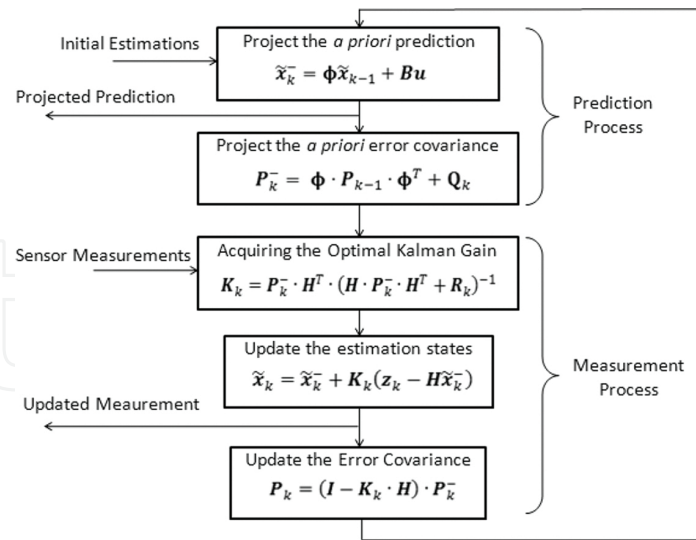 Initial Estimations
Project the a priori prediction
x̃ₖ⁻ = Φx̃ₖ₋₁ + Bu
Projected Prediction
Prediction
Process
Project the a priori error covariance
Pₖ⁻ = Φ · Pₖ₋₁ · Φᵀ + Qₖ
Sensor Measurements
Acquiring the Optimal Kalman Gain
Kₖ = Pₖ⁻ · Hᵀ · (H · Pₖ⁻ · Hᵀ + Rₖ)⁻¹
Update the estimation states
x̃ₖ = x̃ₖ⁻ + Kₖ(zₖ − Hx̃ₖ⁻)
Measurement
Process
Updated Meaurement
Update the Error Covariance
Pₖ = (I − Kₖ · H) · Pₖ⁻